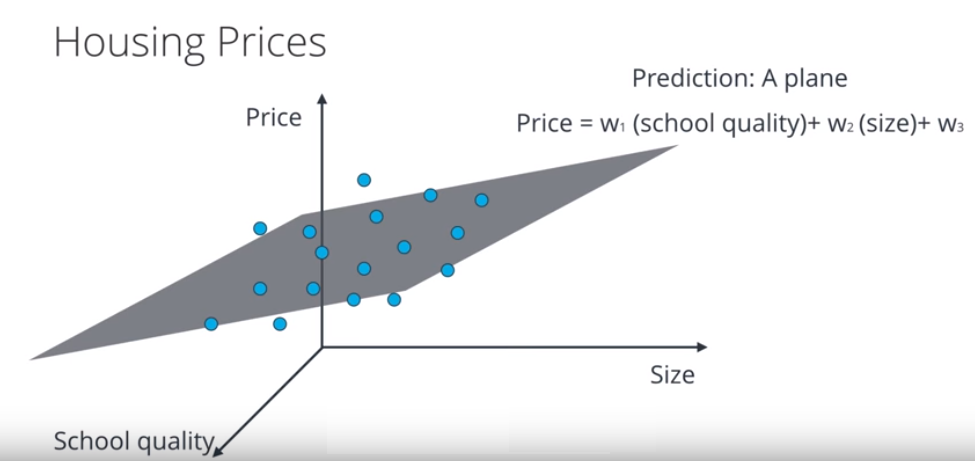 Housing Prices
Prediction: A plane
Price
Price = w₁ (school quality)+ w₂ (size)+ w₃
Size
School quality